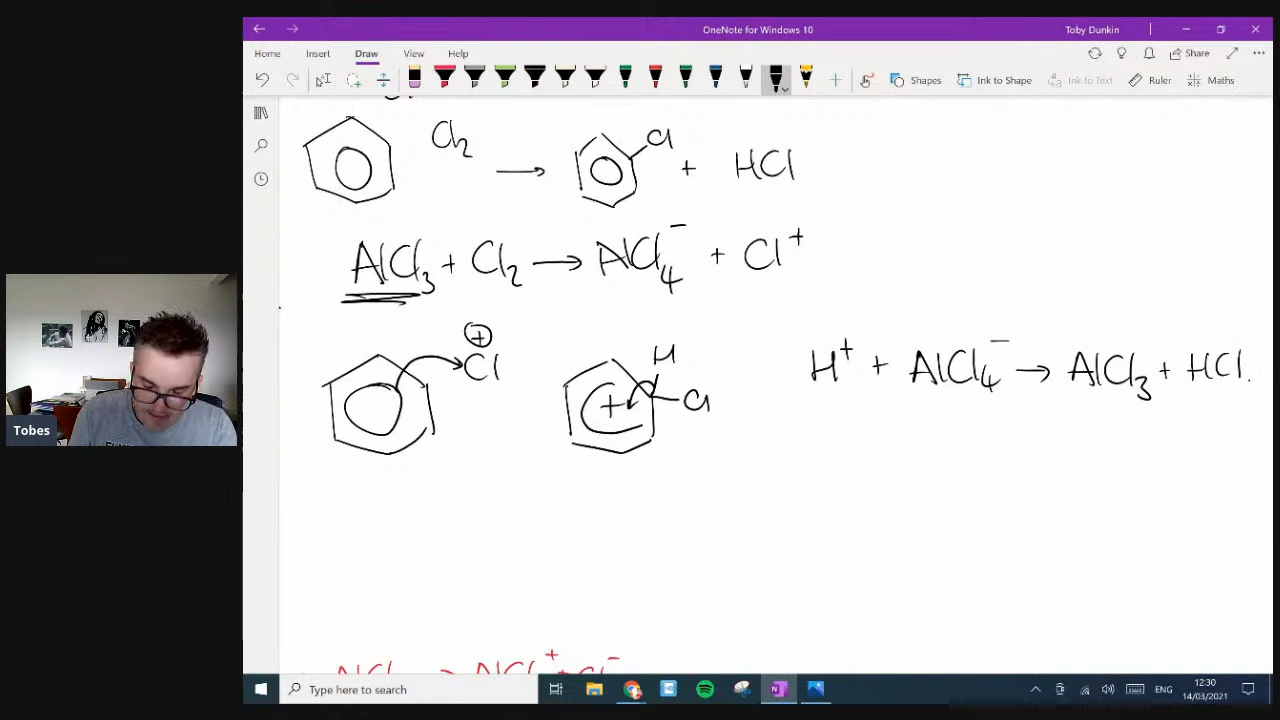 OneNote for Windows 10
Toby Dunkin
Home Insert Draw View Help
Share
Shapes Ink to Shape Ink to Text Ruler Maths
Cl2 → Cl + HCl
AlCl3 + Cl2 → AlCl4⁻ + Cl⁺
+
Cl
H
+ Cl
H⁺ + AlCl4⁻ → AlCl3 + HCl.
Tobes
Type here to search
ENG
12:30
14/03/2021